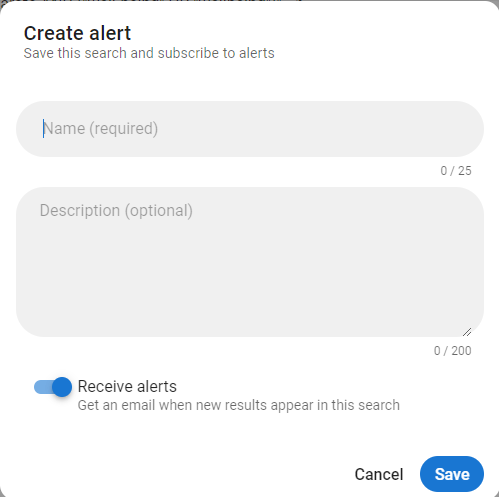 Create alert
Save this search and subscribe to alerts
Name (required)
0 / 25
Description (optional)
0 / 200
Receive alerts
Get an email when new results appear in this search
Cancel
Save